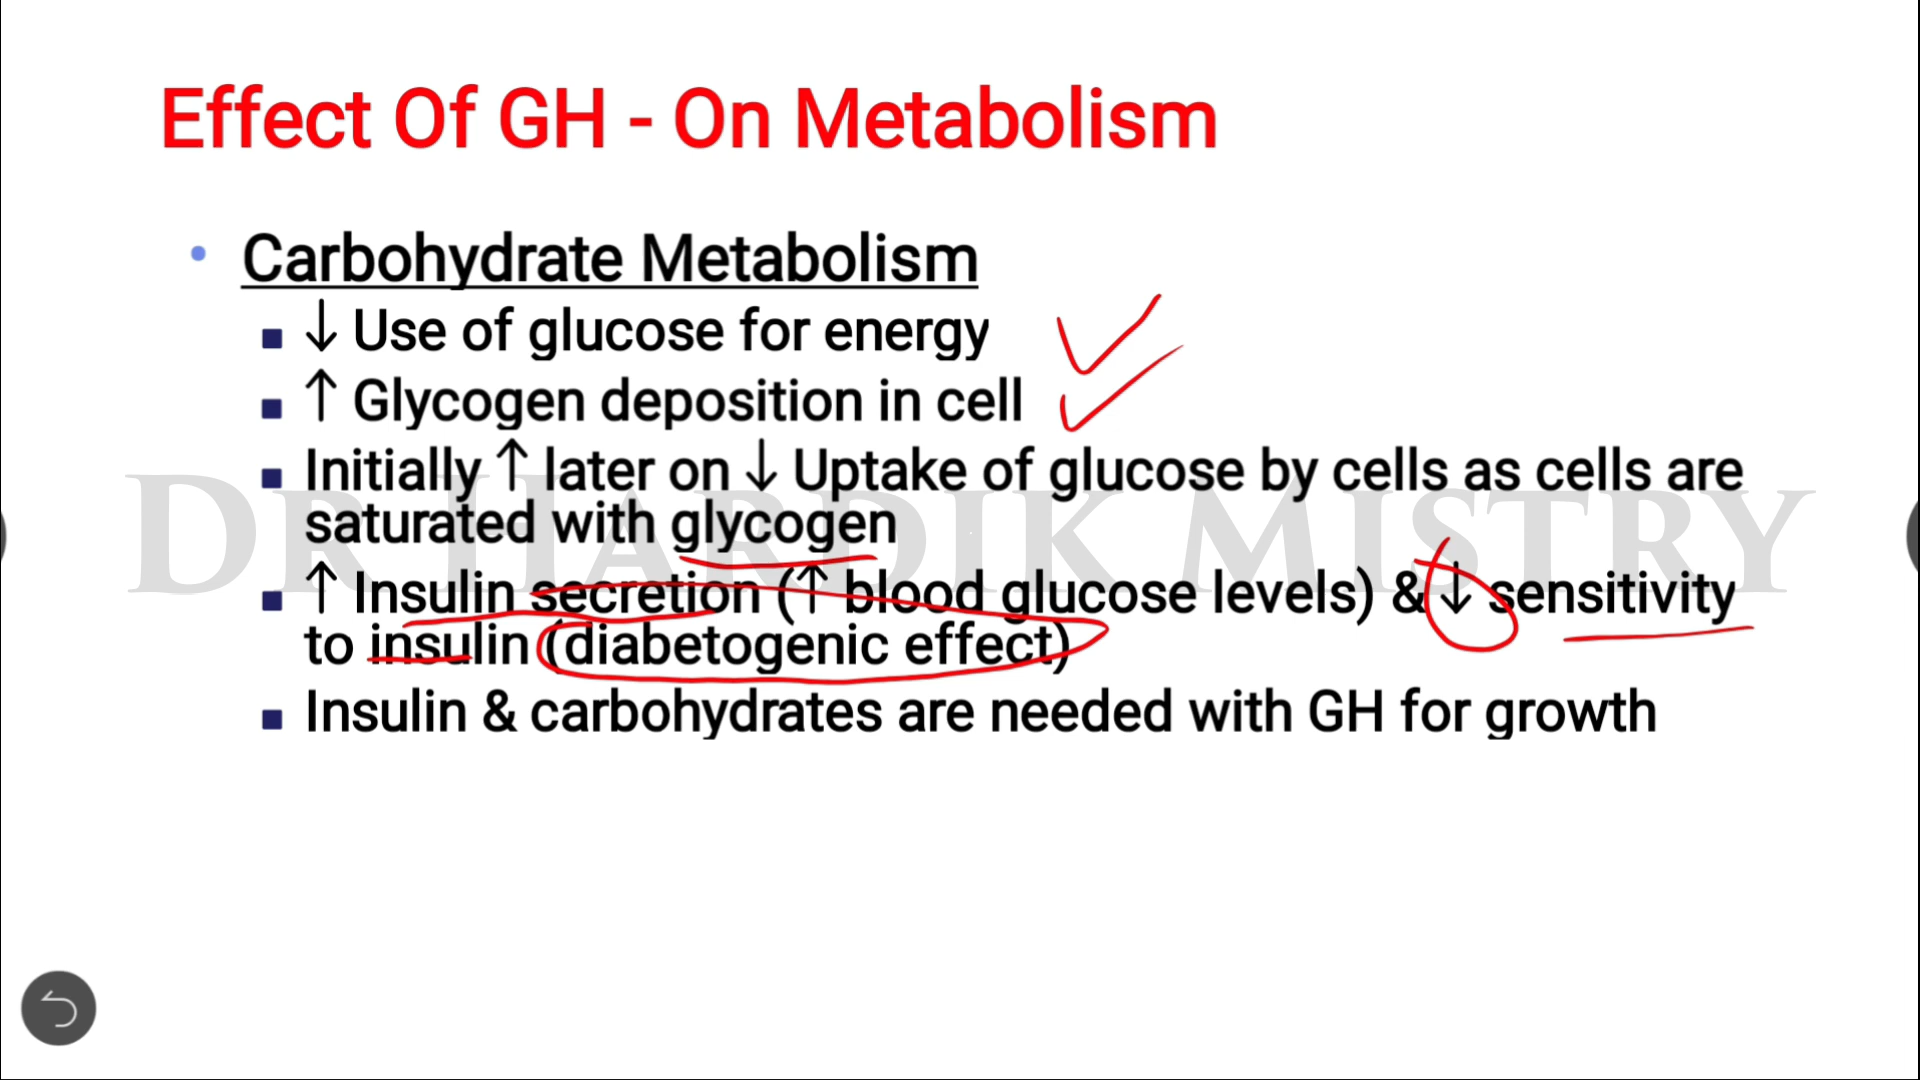 Effect Of GH - On Metabolism
• Carbohydrate Metabolism
▪ ↓ Use of glucose for energy
▪ ↑ Glycogen deposition in cell
▪ Initially ↑ later on ↓ Uptake of glucose by cells as cells are
saturated with glycogen
DR HARDIK MISTRY
▪ ↑ Insulin secretion (↑ blood glucose levels) & ↓ sensitivity
to insulin (diabetogenic effect)
▪ Insulin & carbohydrates are needed with GH for growth